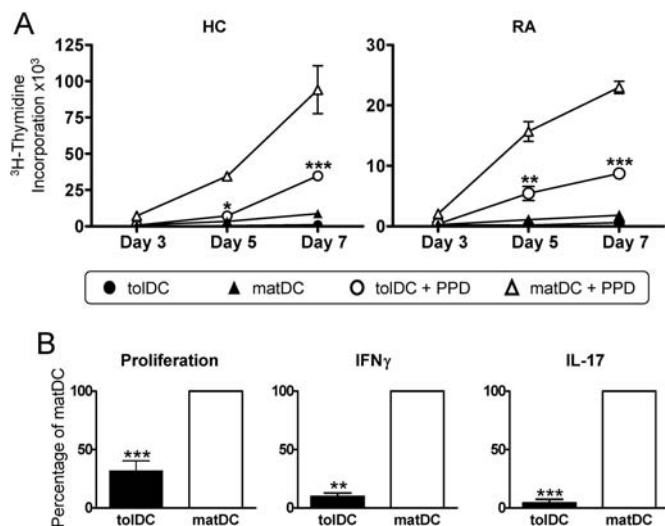 A
HC
RA
³H-Thymidine
Incorporation x10³
125
100
75
50
25
0
30
20
10
0
*
***
**
***
Day 3 Day 5 Day 7
Day 3 Day 5 Day 7
tolDC matDC tolDC + PPD matDC + PPD
B
Proliferation
IFNγ
IL-17
Percentage of matDC
100
50
0
***
tolDC matDC
100
50
0
**
tolDC matDC
100
50
0
***
tolDC matDC